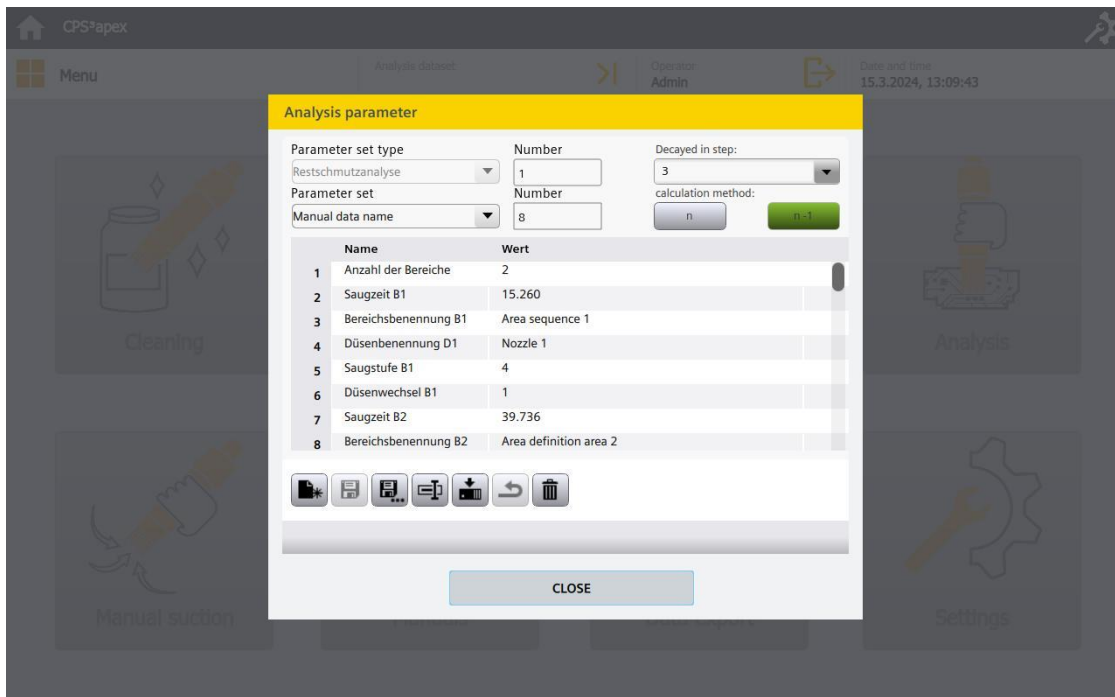 CPS³apex
Menu
Analysis dataset
Operator
Admin
Date and time
15.3.2024, 13:09:43
Analysis parameter
Parameter set type
Number
Decayed in step:
Restschmutzanalyse
1
3
Parameter set
Number
calculation method:
Manual data name
8
n
n-1
Name Wert
1 Anzahl der Bereiche 2
2 Saugzeit B1 15.260
3 Bereichsbenennung B1 Area sequence 1
4 Düsenbenennung D1 Nozzle 1
5 Saugstufe B1 4
6 Düsenwechsel B1 1
7 Saugzeit B2 39.736
8 Bereichsbenennung B2 Area definition area 2
CLOSE
Cleaning
Analysis
Manual suction
Data Export
Settings